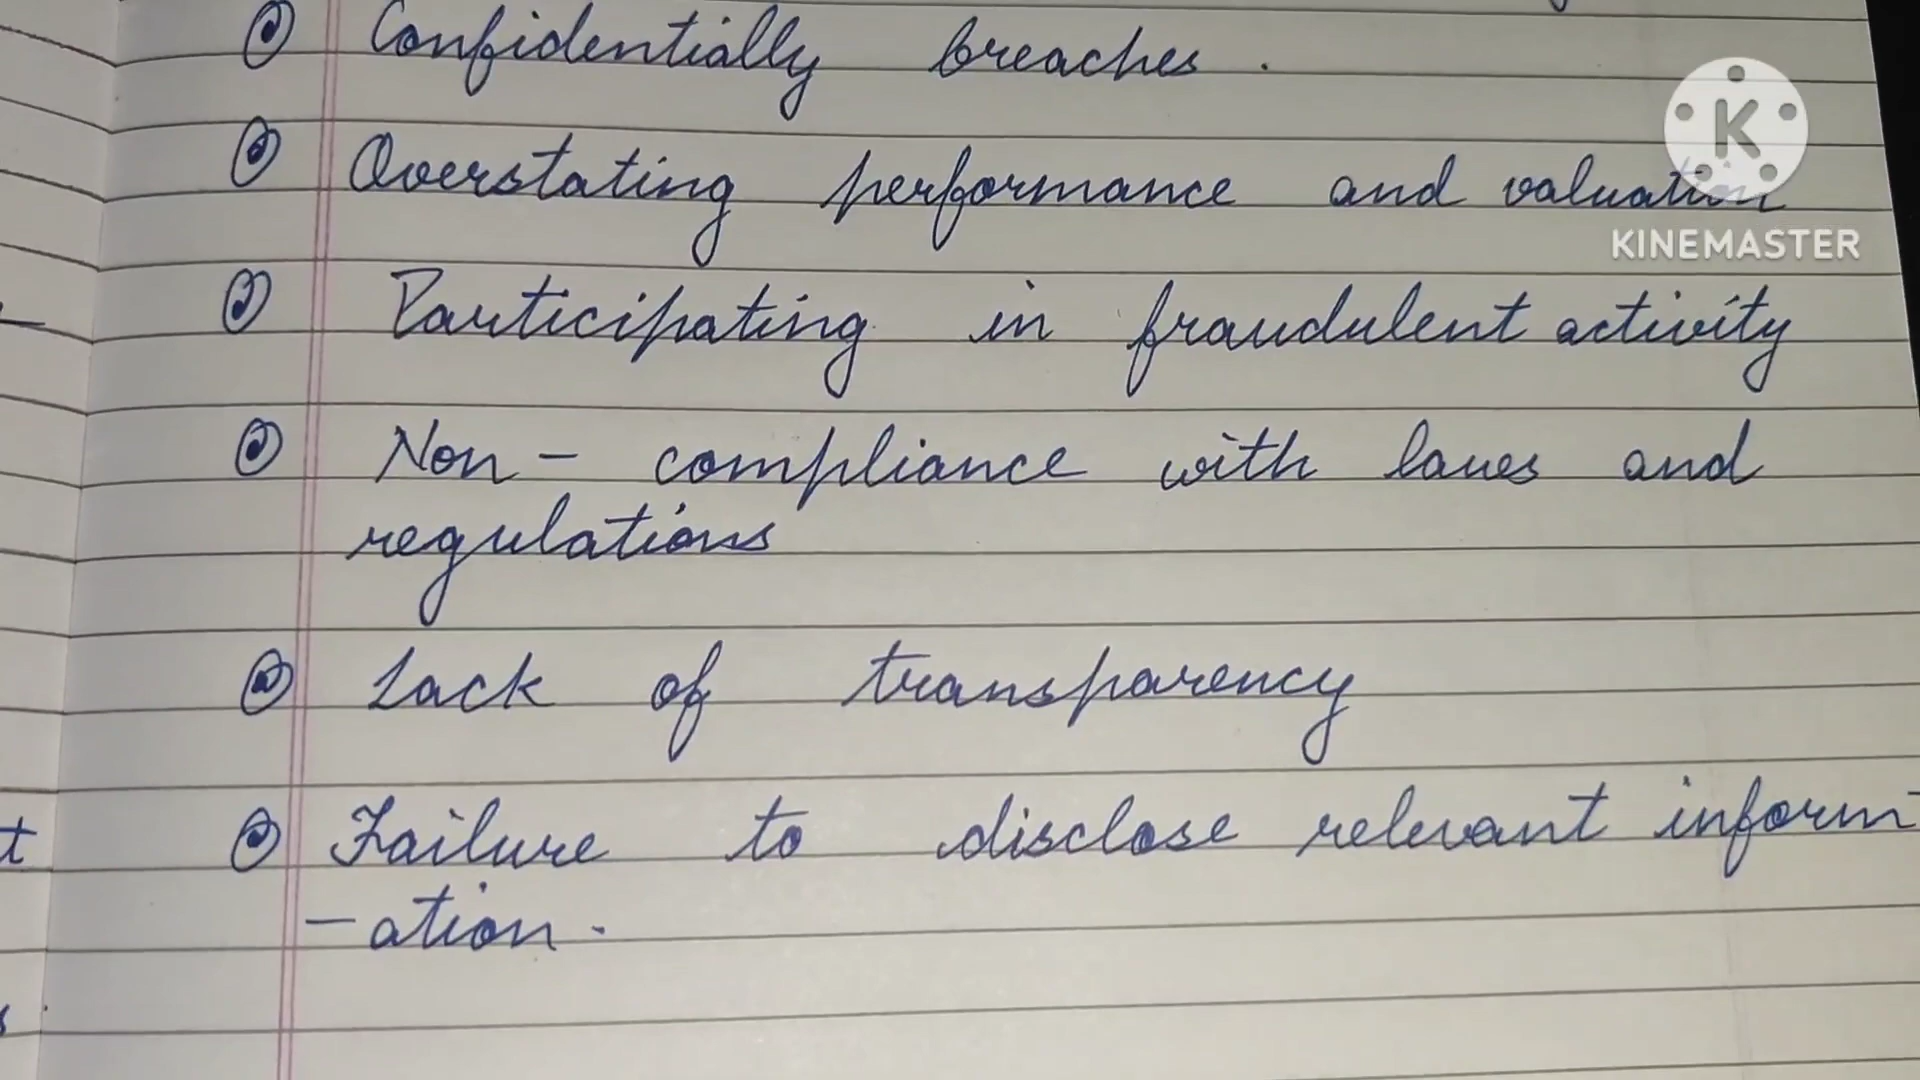 Confidentially breaches.
Overstating performance and valuation
KINEMASTER
Participating in fraudulent activity
Non- compliance with laws and
regulations
Lack of transparency
t
Failure to disclose relevant inform-
-ation.